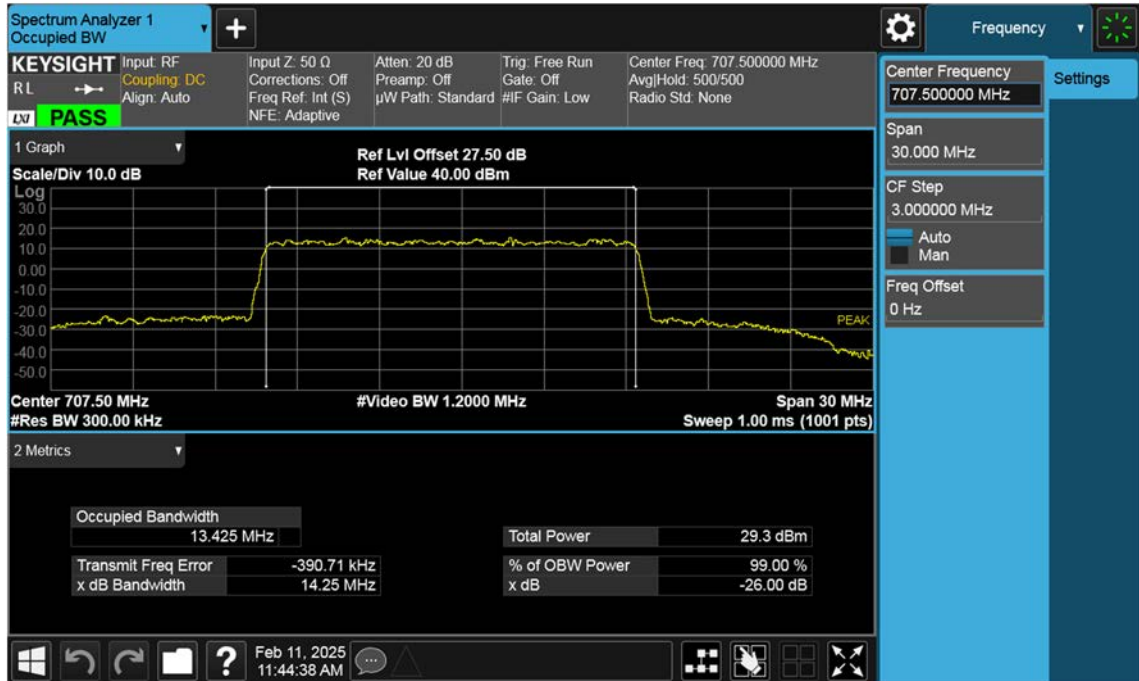 Spectrum Analyzer 1
Occupied BW
+
Frequency
KEYSIGHT
R L
LXI
PASS
Input: RF
Coupling: DC
Align: Auto
Input Z: 50 Ω
Corrections: Off
Freq Ref: Int (S)
NFE: Adaptive
Atten: 20 dB
Preamp: Off
µW Path: Standard
Trig: Free Run
Gate: Off
#IF Gain: Low
Center Freq: 707.500000 MHz
Avg|Hold: 500/500
Radio Std: None
Center Frequency
707.500000 MHz
Settings
Span
30.000 MHz
CF Step
3.000000 MHz
Auto
Man
Freq Offset
0 Hz
1 Graph
Scale/Div 10.0 dB
Ref Lvl Offset 27.50 dB
Ref Value 40.00 dBm
Log
30.0
20.0
10.0
0.00
-10.0
-20.0
-30.0
-40.0
-50.0
PEAK
Center 707.50 MHz
#Video BW 1.2000 MHz
Span 30 MHz
#Res BW 300.00 kHz
Sweep 1.00 ms (1001 pts)
2 Metrics
Occupied Bandwidth
13.425 MHz
Total Power 29.3 dBm
Transmit Freq Error -390.71 kHz
% of OBW Power 99.00 %
x dB Bandwidth 14.25 MHz
x dB -26.00 dB
?
Feb 11, 2025
11:44:38 AM